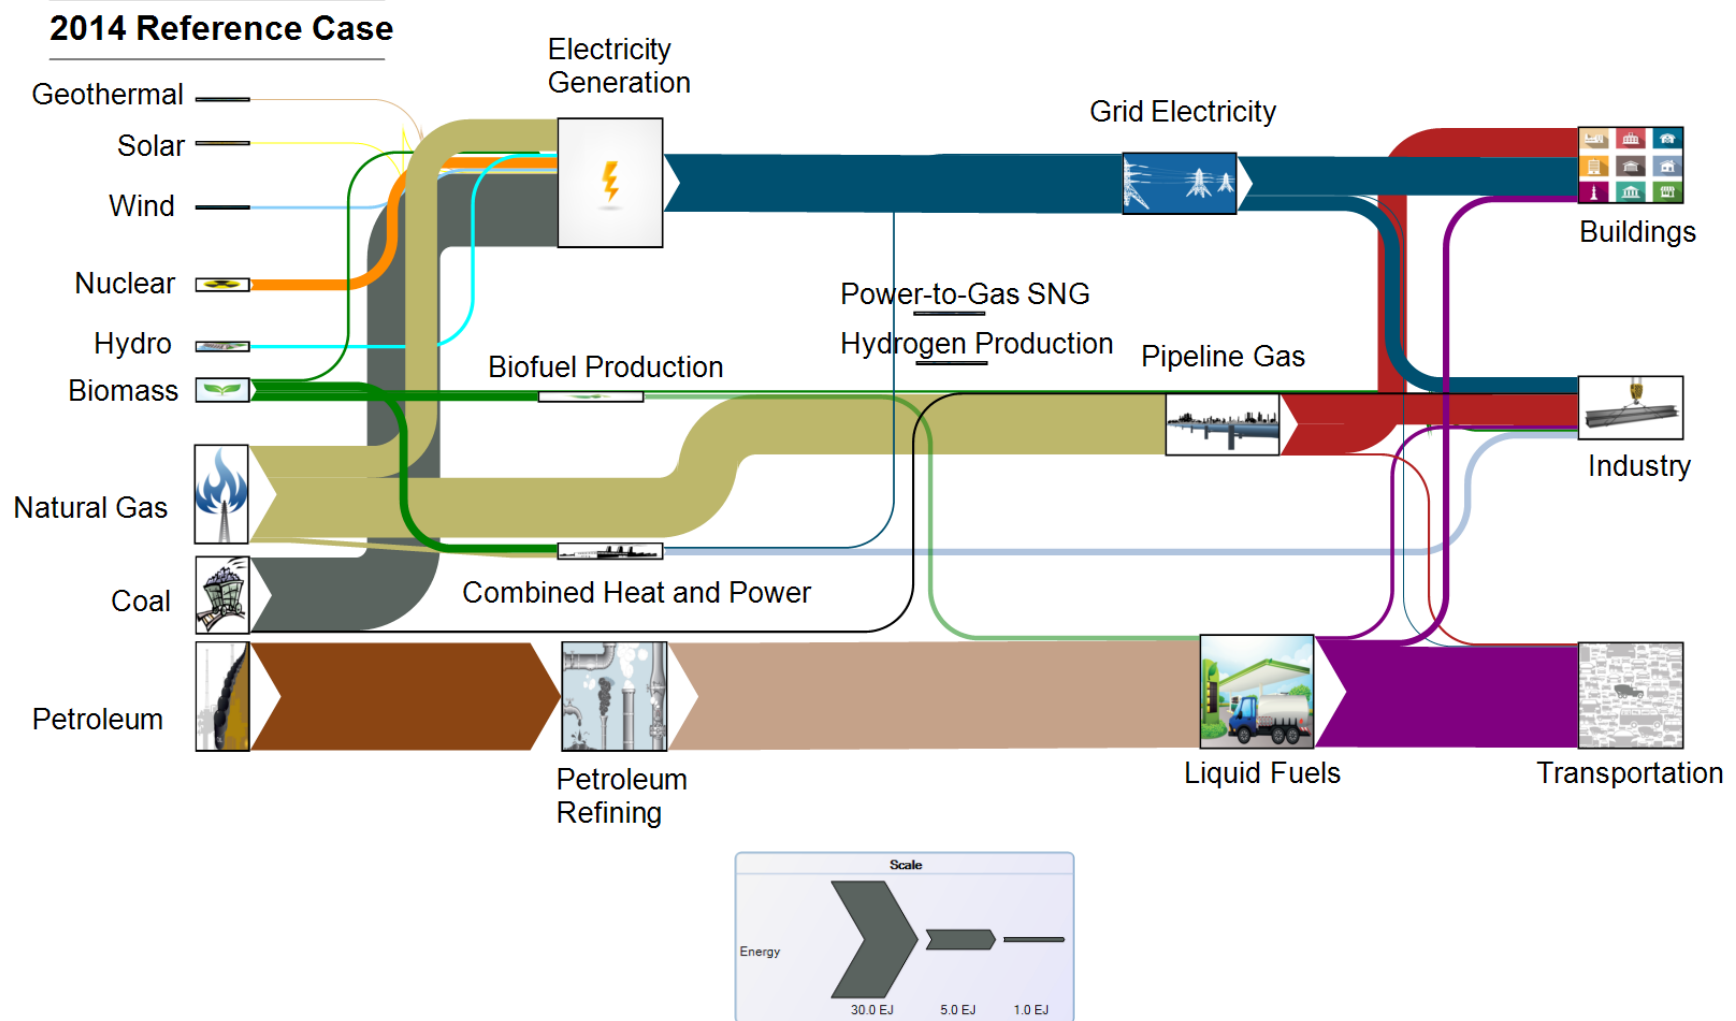 2014 Reference Case
Electricity
Generation
Geothermal
Grid Electricity
Solar
Wind
Buildings
Nuclear
Power-to-Gas SNG
Hydro
Hydrogen Production
Pipeline Gas
Biofuel Production
Biomass
Industry
Natural Gas
Combined Heat and Power
Coal
Petroleum
Petroleum
Refining
Liquid Fuels
Transportation
Scale
Energy
30.0 EJ
5.0 EJ
1.0 EJ